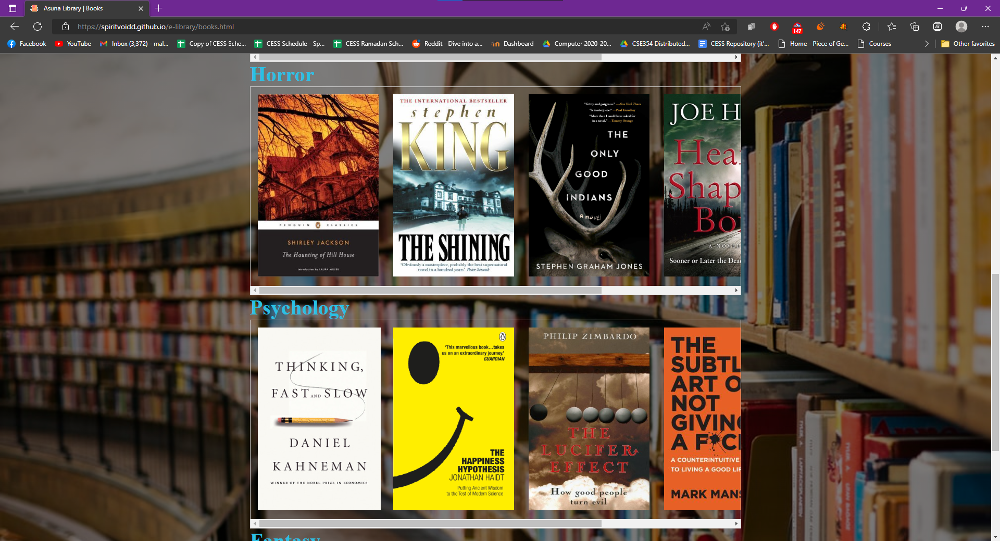 Asuna Library | Books
https://spiritvoidd.github.io/e-library/books.html
147
Facebook
YouTube
Inbox (3,372) - mal...
Copy of CESS Sche...
CESS Schedule - Sp...
CESS Ramadan Sch...
Reddit - Dive into a...
Dashboard
Computer 2020-20...
CSE354 Distributed...
CESS Repository (it'...
Home - Piece of Ge...
Courses
Other favorites
Horror
PENGUIN CLASSICS
SHIRLEY JACKSON
The Haunting of Hill House
Introduction by LAURA MILLER
THE INTERNATIONAL BESTSELLER
stephen
KING
THE SHINING
'Obviously a masterpiece, probably the best supernatural
novel in a hundred years' Peter Straub
"Gritty and gorgeous." —New York Times
"A masterpiece." —Paul Tremblay
"More than I could have asked for
in a novel." —Tommy Orange
THE
ONLY
GOOD
INDIANS
a novel
STEPHEN GRAHAM JONES
JOE H
Hea
Shap
Bo
A NOVEL
Sooner or Later the Dea
Psychology
THINKING,
FAST AND SLOW
DANIEL
KAHNEMAN
WINNER OF THE NOBEL PRIZE IN ECONOMICS
'This marvellous book...takes
us on an extraordinary journey.'
GUARDIAN
THE
HAPPINESS
HYPOTHESIS
JONATHAN HAIDT
Putting Ancient Wisdom
to the Test of Modern Science
PHILIP ZIMBARDO
THE
LUCIFER
EFFECT
How good people
turn evil
THE
SUBTL
ART O
NOT
GIVING
A F*C
A COUNTERINTUITIVE
TO LIVING A GOOD LIF
MARK MANS
Fantasy